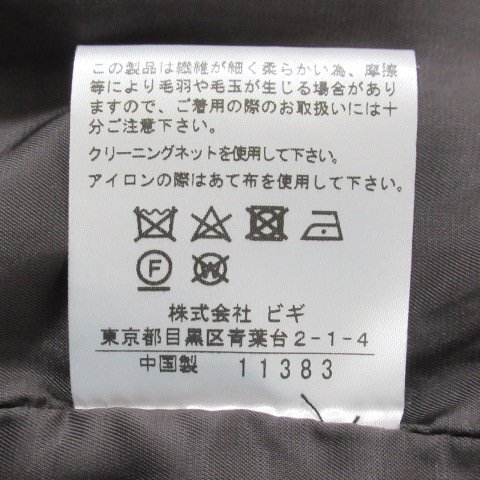 この製品は繊維が細く柔らかい為、摩擦
等により毛羽や毛玉が生じる場合があり
ますので、ご着用の際のお取扱いには十
分ご注意下さい。
クリーニングネットを使用して下さい。
アイロンの際はあて布を使用して下さい。
F W
株式会社 ビギ
東京都目黒区青葉台2-1-4
中国製 11383